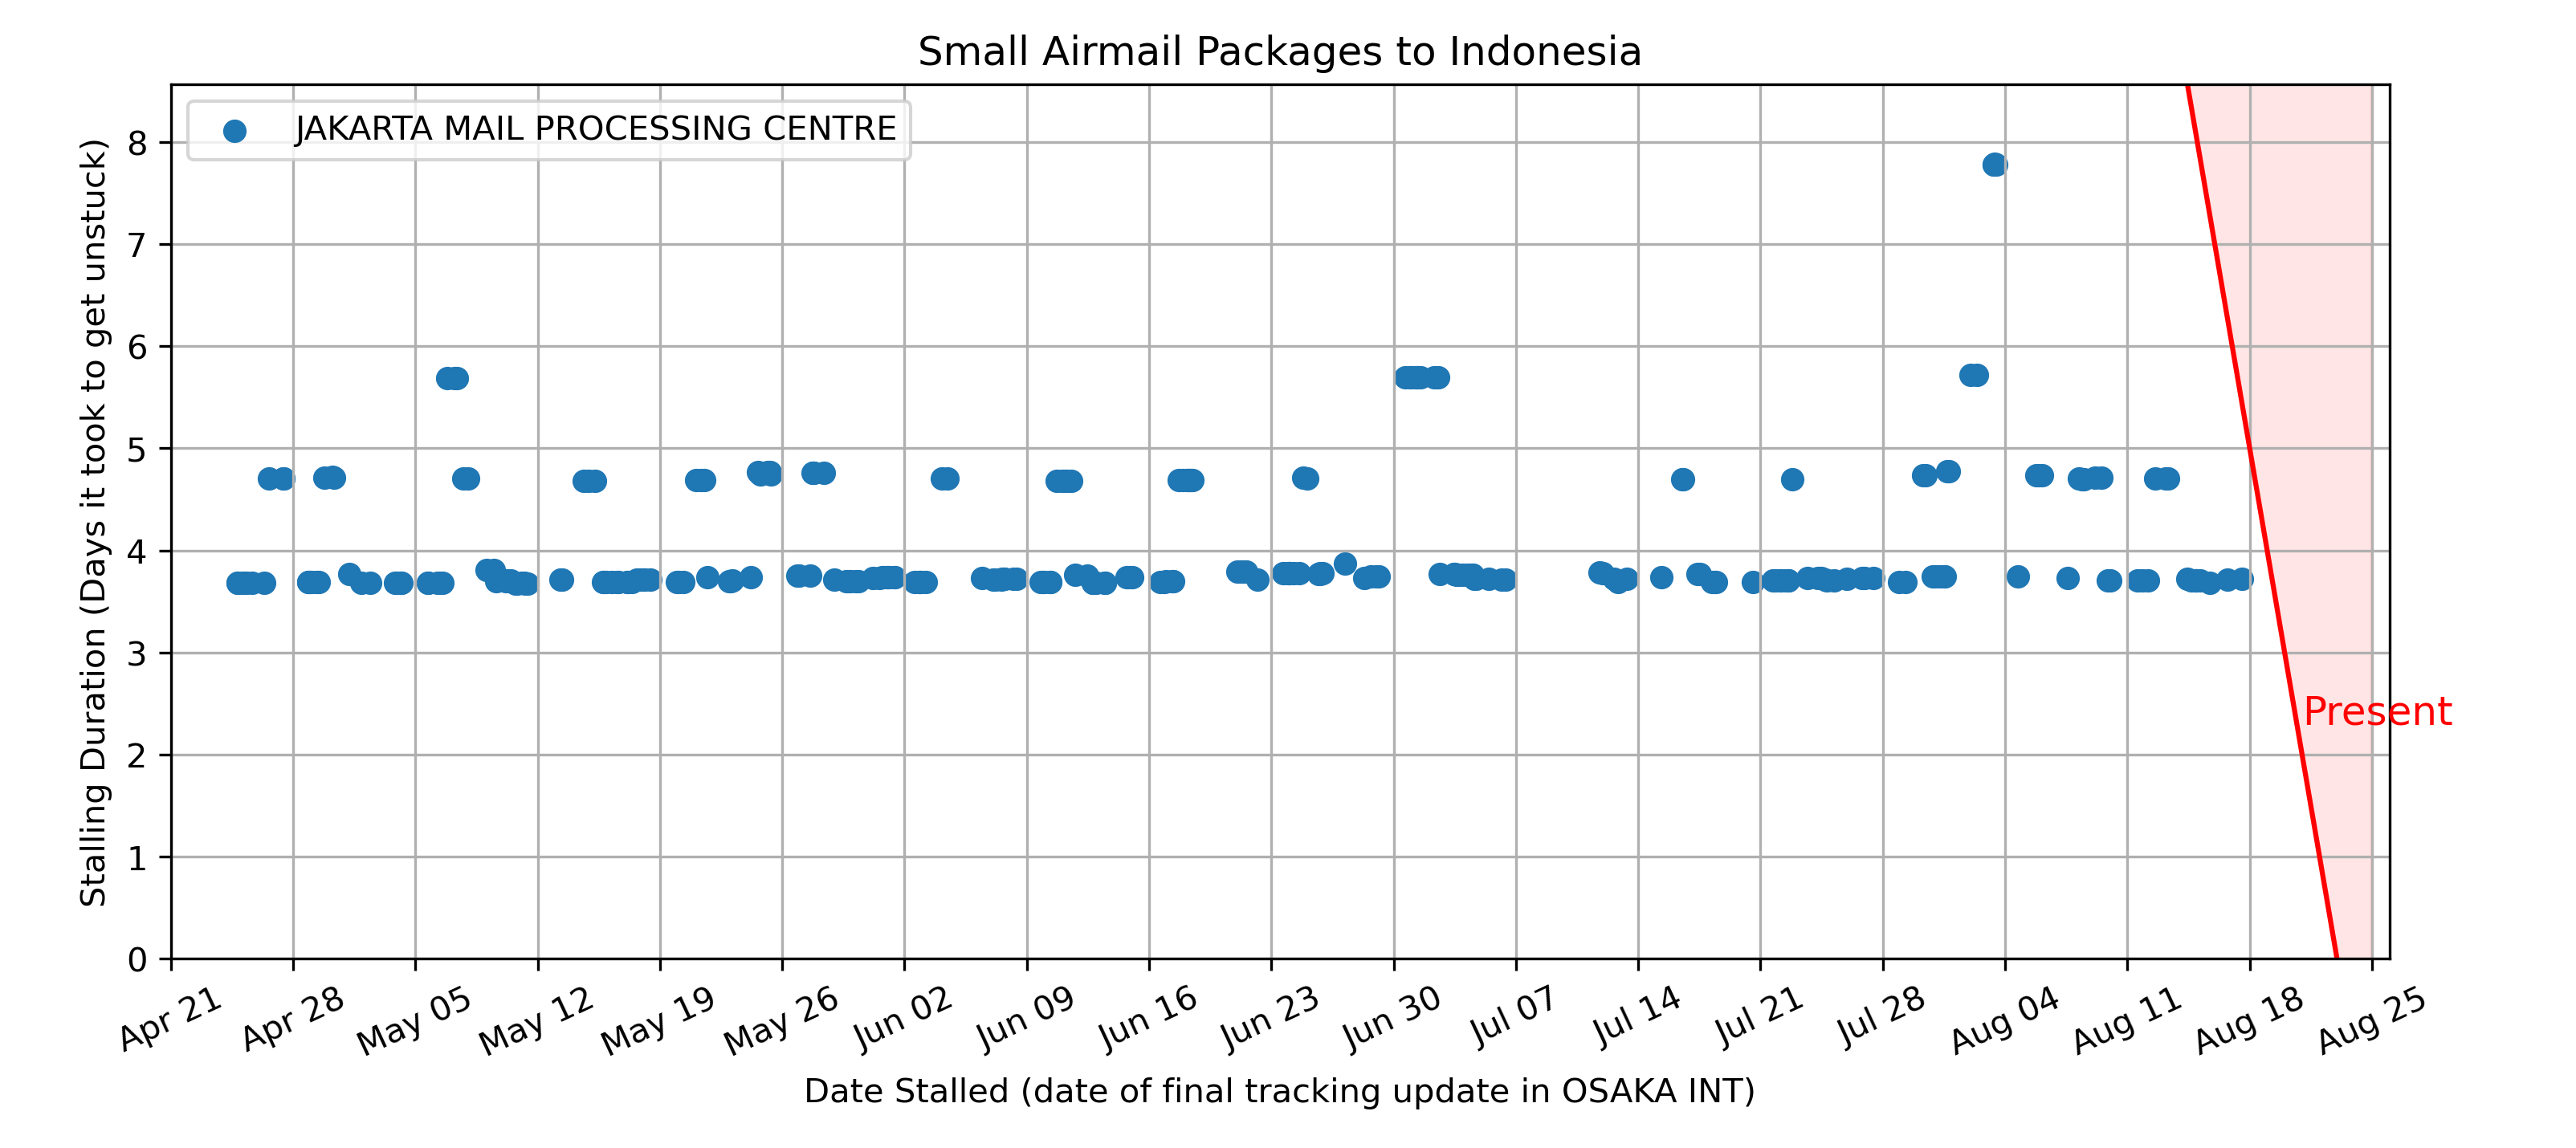 Small Airmail Packages to Indonesia
JAKARTA MAIL PROCESSING CENTRE
Stalling Duration (Days it took to get unstuck)
8
7
6
5
4
3
2
1
0
Present
Apr 21
Apr 28
May 05
May 12
May 19
May 26
Jun 02
Jun 09
Jun 16
Jun 23
Jun 30
Jul 07
Jul 14
Jul 21
Jul 28
Aug 04
Aug 11
Aug 18
Aug 25
Date Stalled (date of final tracking update in OSAKA INT)